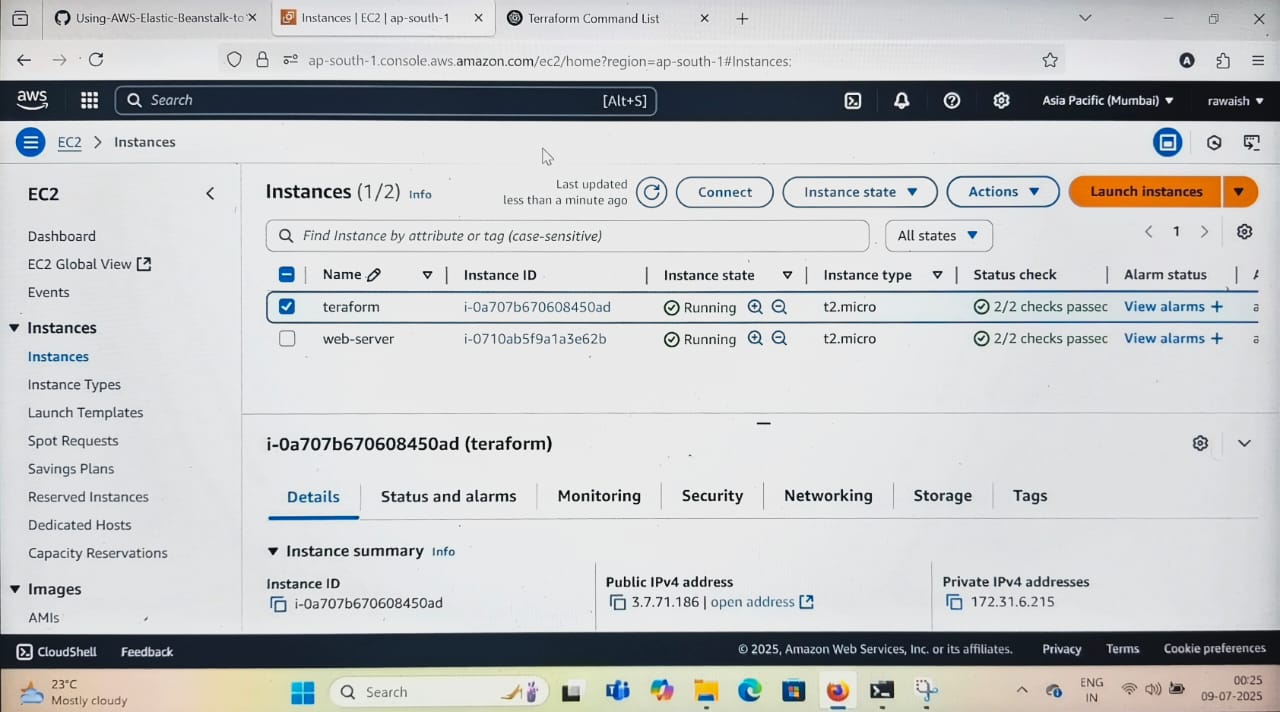 Using-AWS-Elastic-Beanstalk-to
Instances | EC2 | ap-south-1
Terraform Command List
ap-south-1.console.aws.amazon.com/ec2/home?region=ap-south-1#Instances:
A
aws
Search
[Alt+S]
Asia Pacific (Mumbai)
rawaish
EC2 > Instances
EC2
Dashboard
EC2 Global View
Events
Instances
Instances
Instance Types
Launch Templates
Spot Requests
Savings Plans
Reserved Instances
Dedicated Hosts
Capacity Reservations
Images
AMIs
Instances (1/2) Info
Last updated
less than a minute ago
Connect
Instance state
Actions
Launch instances
Find Instance by attribute or tag (case-sensitive)
All states
1
Name Instance ID Instance state Instance type Status check Alarm status
teraform i-0a707b670608450ad Running t2.micro 2/2 checks passec View alarms +
web-server i-0710ab5f9a1a3e62b Running t2.micro 2/2 checks passec View alarms +
i-0a707b670608450ad (teraform)
Details Status and alarms Monitoring Security Networking Storage Tags
Instance summary Info
Instance ID
i-0a707b670608450ad
Public IPv4 address
3.7.71.186 | open address
Private IPv4 addresses
172.31.6.215
CloudShell Feedback
© 2025, Amazon Web Services, Inc. or its affiliates. Privacy Terms Cookie preferences
23°C
Mostly cloudy
Search
ENG
IN
00:25
09-07-2025